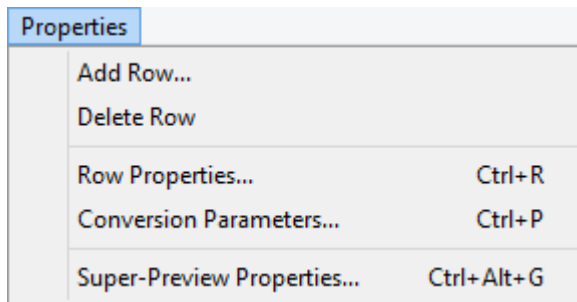 Properties
Add Row...
Delete Row
Row Properties... Ctrl+R
Conversion Parameters... Ctrl+P
Super-Preview Properties... Ctrl+Alt+G